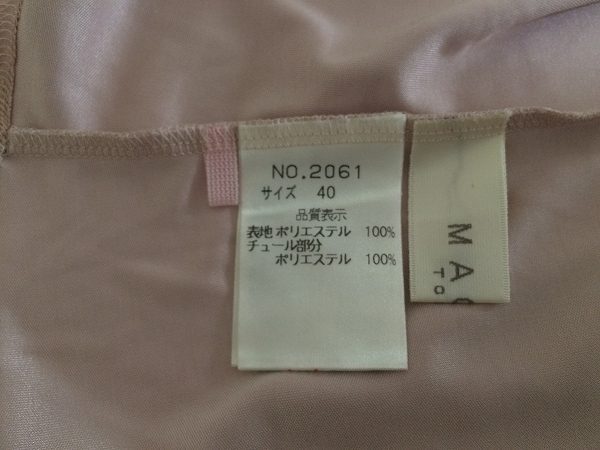 NO.2061
サイズ 40
品質表示
表地 ポリエステル 100%
チュール部分
ポリエステル 100%
MA
TO